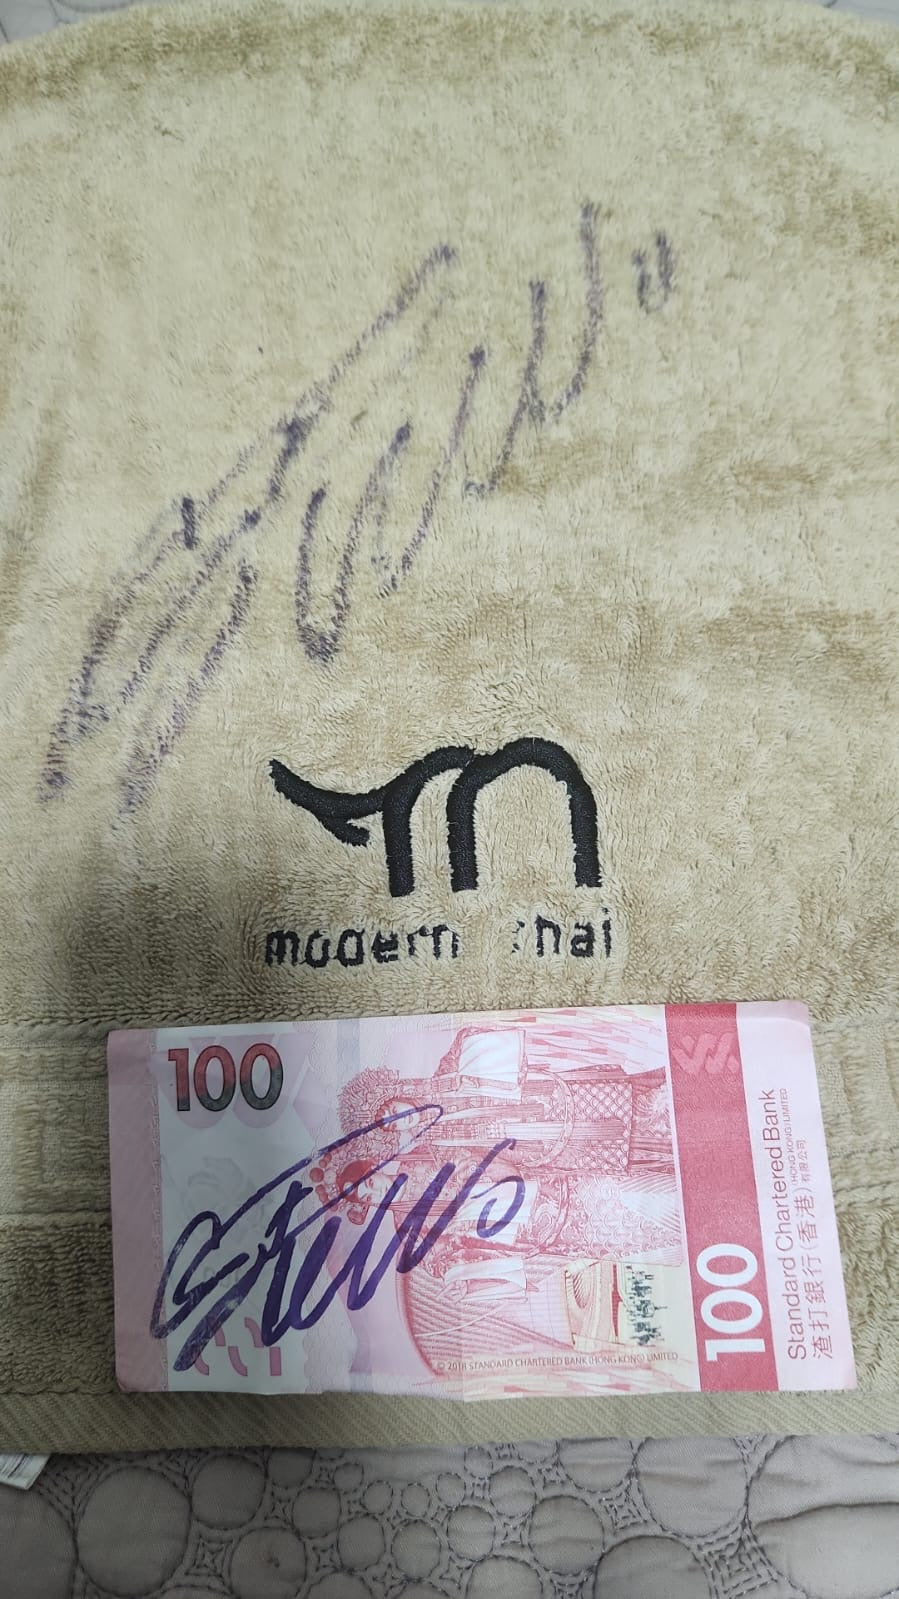 modern thai
100
100
Standard Chartered Bank
(HONG KONG) LIMITED
渣打銀行(香港)有限公司
© 2018 STANDARD CHARTERED BANK (HONG KONG) LIMITED